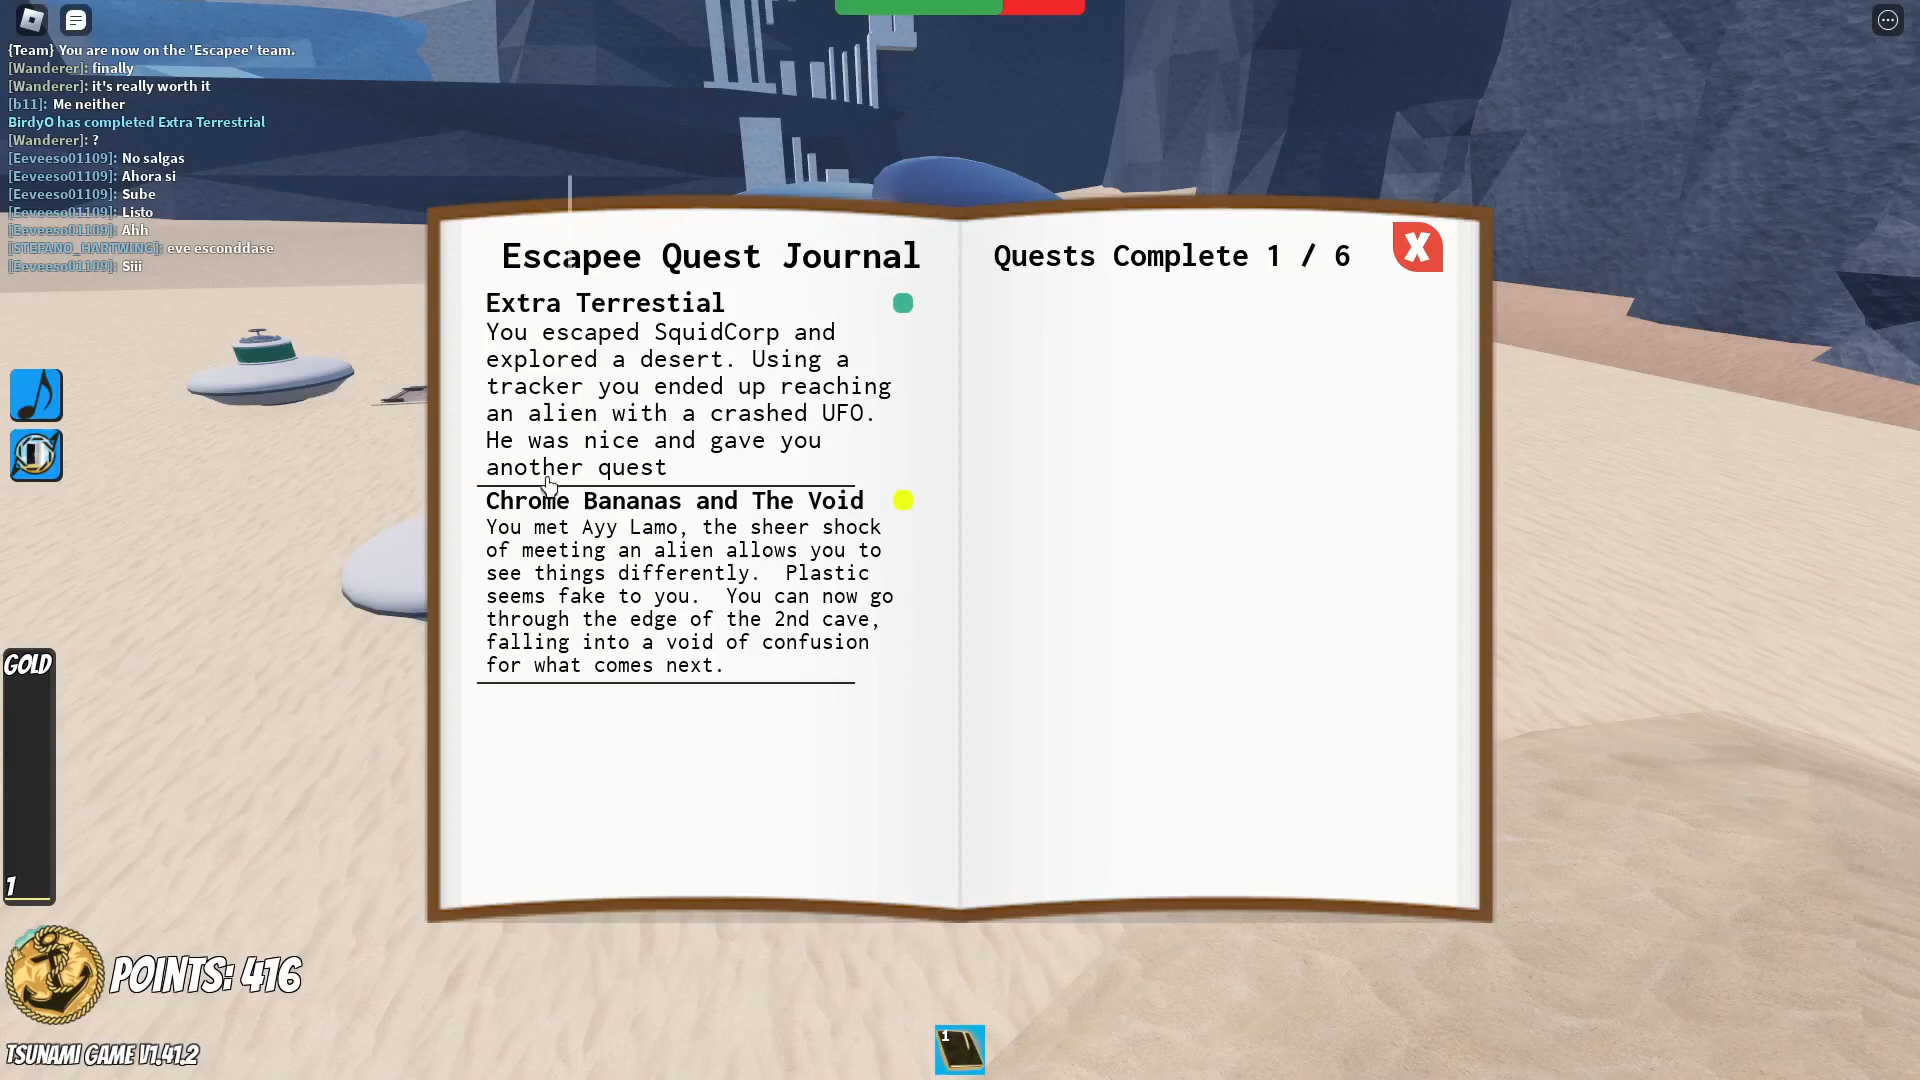 {Team} You are now on the 'Escapee' team.
[Wanderer]: finally
[Wanderer]: it's really worth it
[b11]: Me neither
BirdyO has completed Extra Terrestrial
[Wanderer]: ?
[Eeveeso01109]: No salgas
[Eeveeso01109]: Ahora si
[Eeveeso01109]: Sube
[Eeveeso01109]: Listo
[Eeveeso01109]: Ahh
[STEFANO_HARTWING]: eve esconddase
[Eeveeso01109]: Siii
Escapee Quest Journal
Extra Terrestial
You escaped SquidCorp and
explored a desert. Using a
tracker you ended up reaching
an alien with a crashed UFO.
He was nice and gave you
another quest
Chrome Bananas and The Void
You met Ayy Lamo, the sheer shock
of meeting an alien allows you to
see things differently.  Plastic
seems fake to you.  You can now go
through the edge of the 2nd cave,
falling into a void of confusion
for what comes next.
Quests Complete 1 / 6
X
GOLD
1
POINTS: 416
TSUNAMI GAME V1.41.2
1